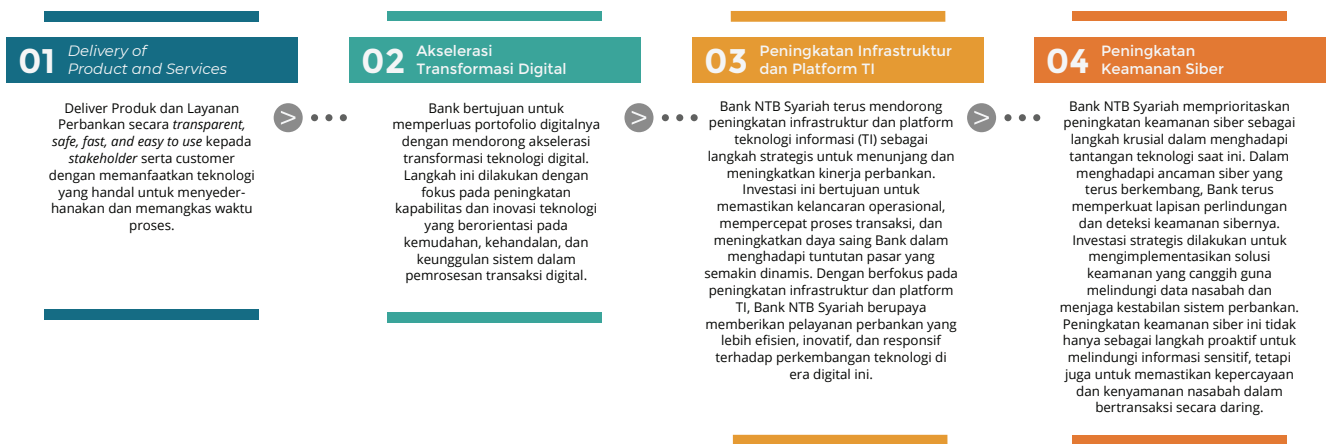 01 Delivery of
Product and Services
Deliver Produk dan Layanan
Perbankan secara transparent,
safe, fast, and easy to use kepada
stakeholder serta customer
dengan memanfaatkan teknologi
yang handal untuk menyeder-
hanakan dan memangkas waktu
proses.
>
02 Akselerasi
Transformasi Digital
Bank bertujuan untuk
memperluas portofolio digitalnya
dengan mendorong akselerasi
transformasi teknologi digital.
Langkah ini dilakukan dengan
fokus pada peningkatan
kapabilitas dan inovasi teknologi
yang berorientasi pada
kemudahan, kehandalan, dan
keunggulan sistem dalam
pemrosesan transaksi digital.
>
03 Peningkatan Infrastruktur
dan Platform TI
Bank NTB Syariah terus mendorong
peningkatan infrastruktur dan platform
teknologi informasi (TI) sebagai
langkah strategis untuk menunjang dan
meningkatkan kinerja perbankan.
Investasi ini bertujuan untuk
memastikan kelancaran operasional,
mempercepat proses transaksi, dan
meningkatkan daya saing Bank dalam
menghadapi tuntutan pasar yang
semakin dinamis. Dengan berfokus pada
peningkatan infrastruktur dan platform
TI, Bank NTB Syariah berupaya
memberikan pelayanan perbankan yang
lebih efisien, inovatif, dan responsif
terhadap perkembangan teknologi di
era digital ini.
>
04 Peningkatan
Keamanan Siber
Bank NTB Syariah memprioritaskan
peningkatan keamanan siber sebagai
langkah krusial dalam menghadapi
tantangan teknologi saat ini. Dalam
menghadapi ancaman siber yang
terus berkembang, Bank terus
memperkuat lapisan perlindungan
dan deteksi keamanan sibernya.
Investasi strategis dilakukan untuk
mengimplementasikan solusi
keamanan yang canggih guna
melindungi data nasabah dan
menjaga kestabilan sistem perbankan.
Peningkatan keamanan siber ini tidak
hanya sebagai langkah proaktif untuk
melindungi informasi sensitif, tetapi
juga untuk memastikan kepercayaan
dan kenyamanan nasabah dalam
bertransaksi secara daring.